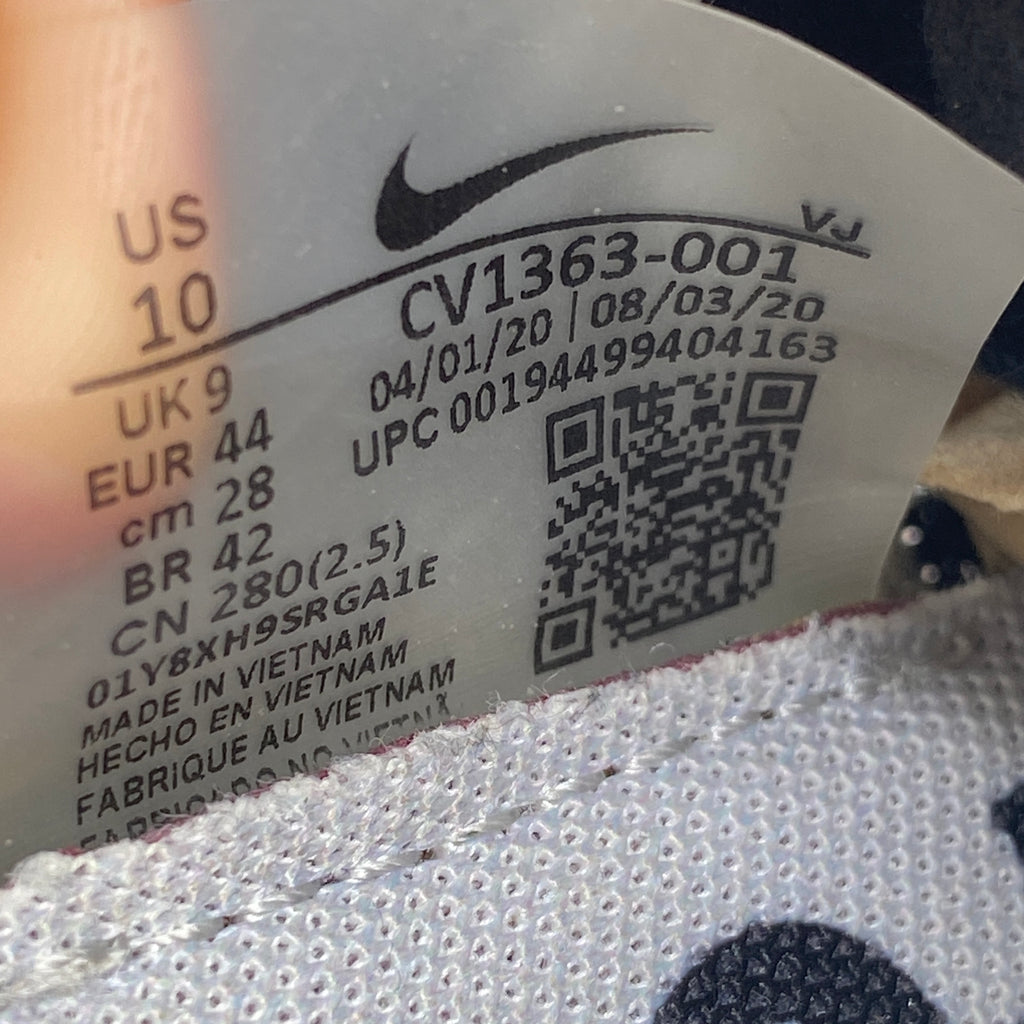 US
10
VJ
CV1363-001
04/01/20 | 08/03/20
UPC 00194499404163
UK 9
EUR 44
cm 28
BR 42
CN 280(2.5)
01Y8XH9SRGA1E
MADE IN VIETNAM
HECHO EN VIETNAM
FABRIQUE AU VIETNAM
NO